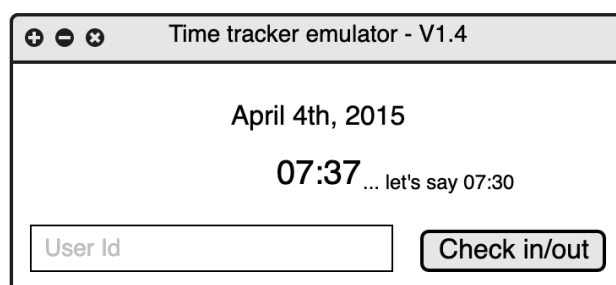 Time tracker emulator - V1.4
April 4th, 2015
07:37... let's say 07:30
User Id
Check in/out